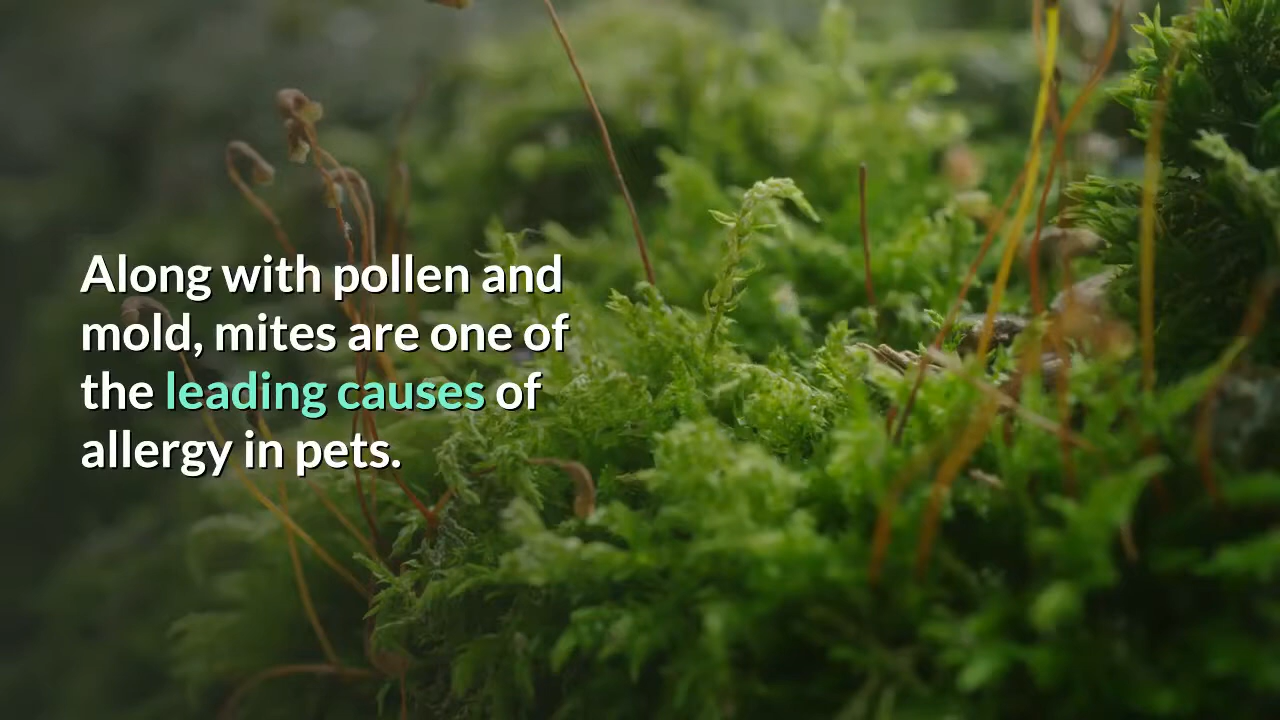 Along with pollen and
mold, mites are one of
the leading causes of
allergy in pets.